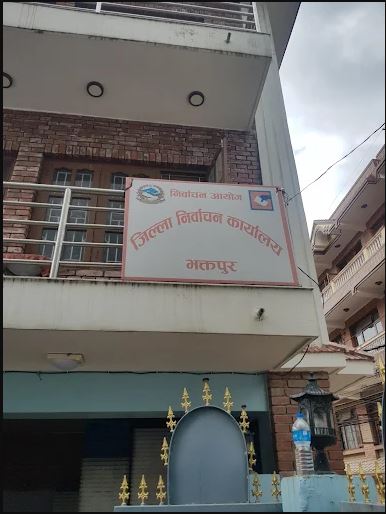 निर्वाचन आयोग
जिल्ला निर्वाचन कार्यालय
भक्तपुर